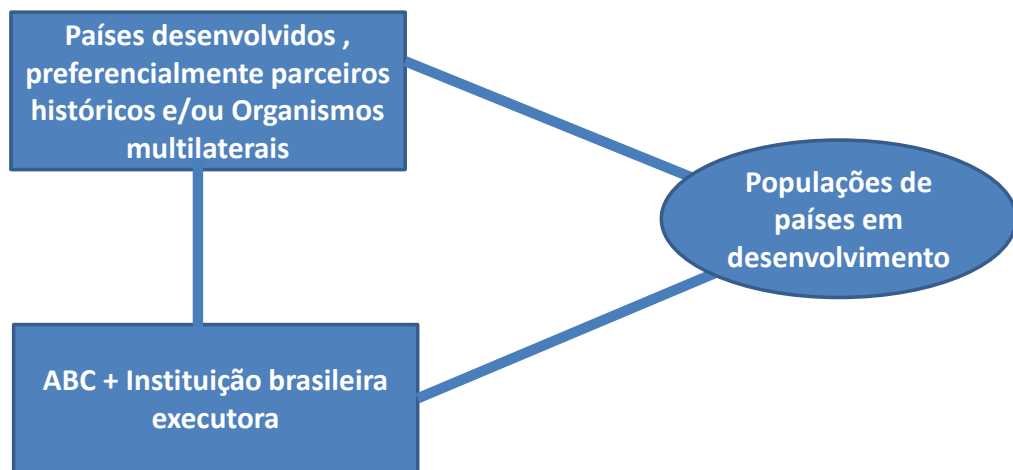 Países desenvolvidos ,
preferencialmente parceiros
históricos e/ou Organismos
multilaterais
Populações de
países em
desenvolvimento
ABC + Instituição brasileira
executora